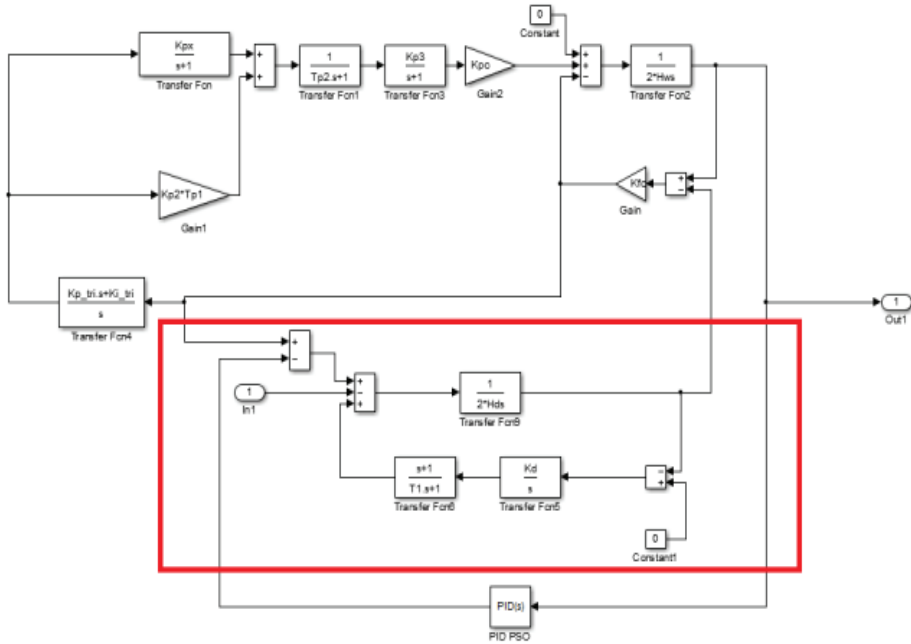 Kpx
s+1
Transfer Fcn
+
+
1
Tp2.s+1
Transfer Fcn1
Kp3
s+1
Transfer Fcn3
Kpc
Gain2
0
Constant
+
+
−
1
2*Hws
Transfer Fcn2
Kp2*Tp1
Gain1
Kfc
Gain
+
−
Kp_tri.s+Ki_tri
s
Transfer Fcn4
1
Out1
+
−
1
In1
+
−
+
1
2*Hds
Transfer Fcn9
s+1
T1.s+1
Transfer Fcn6
Kd
s
Transfer Fcn5
−
+
0
Constant1
PID(s)
PID PSO